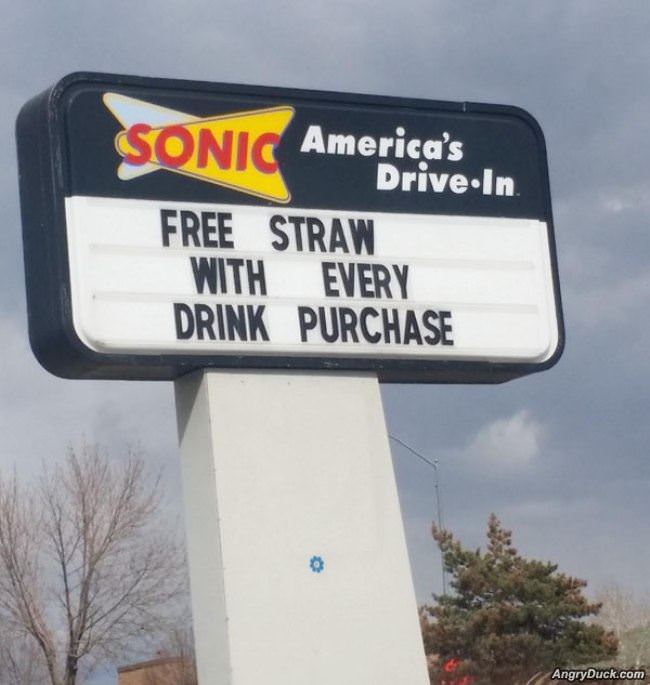 SONIC America's
Drive-In
FREE STRAW
WITH EVERY
DRINK PURCHASE
AngryDuck.com